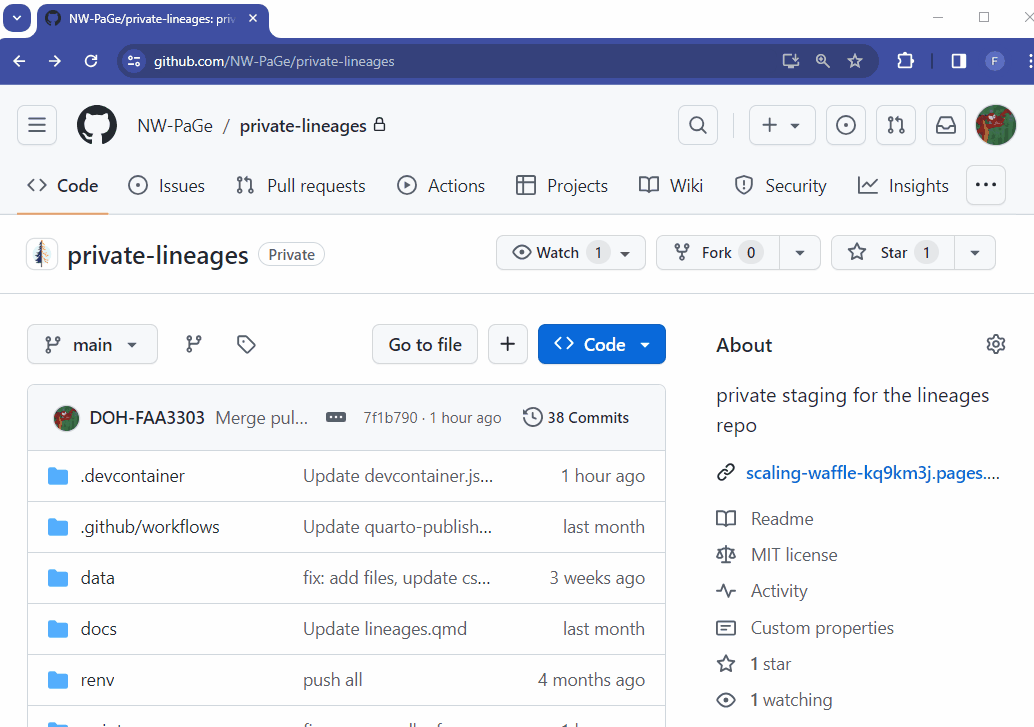 NW-PaGe/private-lineages: priv
github.com/NW-PaGe/private-lineages
F
NW-PaGe / private-lineages
Code Issues Pull requests Actions Projects Wiki Security Insights
private-lineages Private Watch 1 Fork 0 Star 1
main Go to file Code
About
private staging for the lineages
repo
DOH-FAA3303 Merge pul... 7f1b790 · 1 hour ago 38 Commits
scaling-waffle-kq9km3j.pages....
.devcontainer Update devcontainer.js... 1 hour ago
Readme
.github/workflows Update quarto-publish... last month
MIT license
data fix: add files, update cs... 3 weeks ago
Activity
docs Update lineages.qmd last month
Custom properties
renv push all 4 months ago
1 star
1 watching